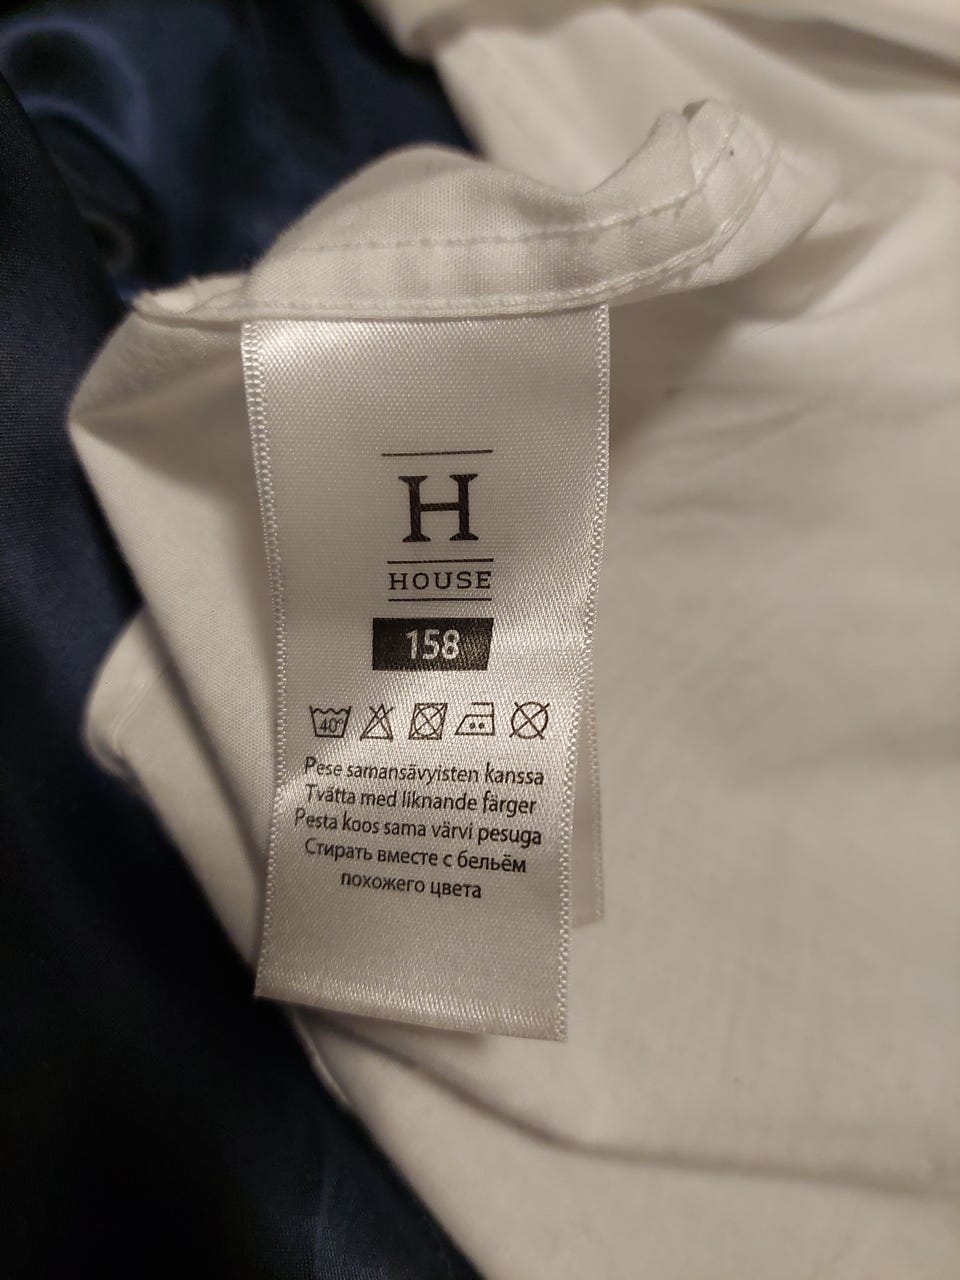 H
HOUSE
158
40°
Pese samansävyisten kanssa
Tvätta med liknande färger
Pesta koos sama värvi pesuga
Стирать вместе с бельём
похожего цвета